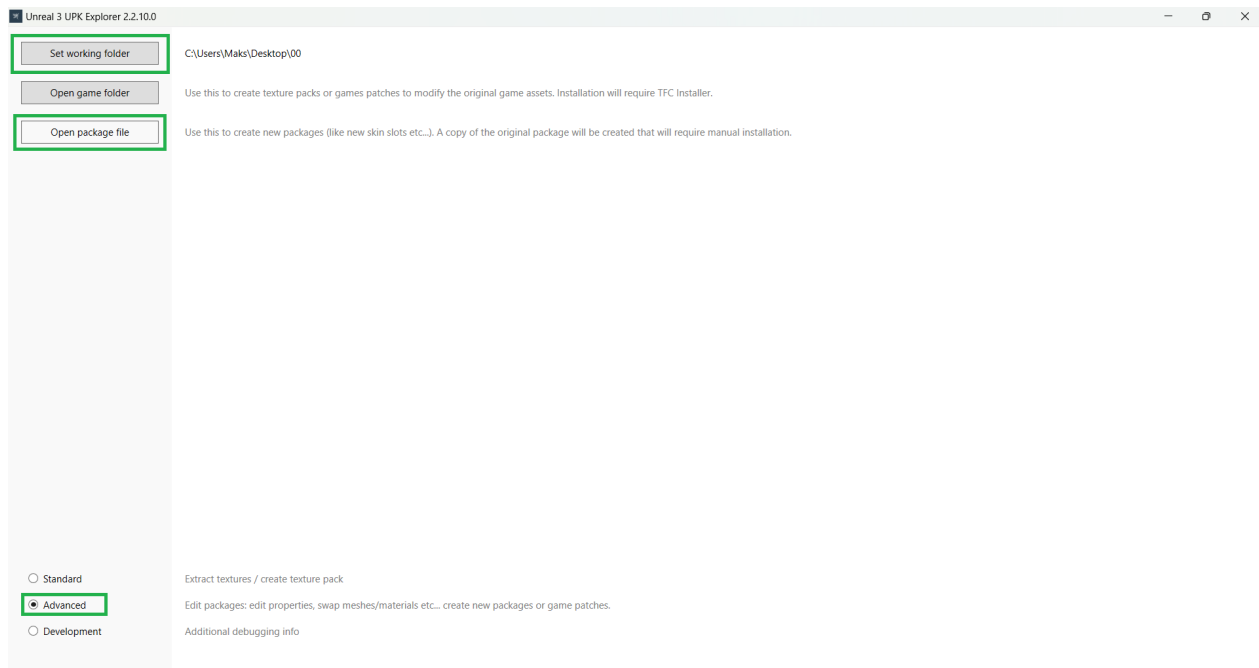 Unreal 3 UPK Explorer 2.2.10.0
Set working folder
C:\Users\Maks\Desktop\00
Open game folder
Use this to create texture packs or games patches to modify the original game assets. Installation will require TFC Installer.
Open package file
Use this to create new packages (like new skin slots etc...). A copy of the original package will be created that will require manual installation.
Standard
Extract textures / create texture pack
Advanced
Edit packages: edit properties, swap meshes/materials etc... create new packages or game patches.
Development
Additional debugging info